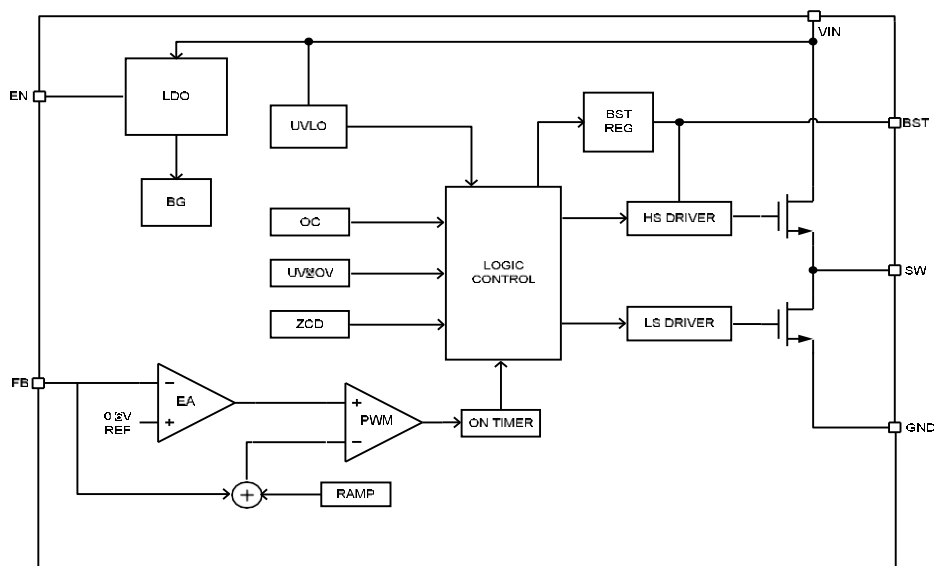 VIN
EN
LDO
UVLO
BST
REG
BST
BG
OC
HS DRIVER
LOGIC
CONTROL
SW
ZCD
LS DRIVER
FB
EA
REF
PWM
ON TIMER
GND
RAMP